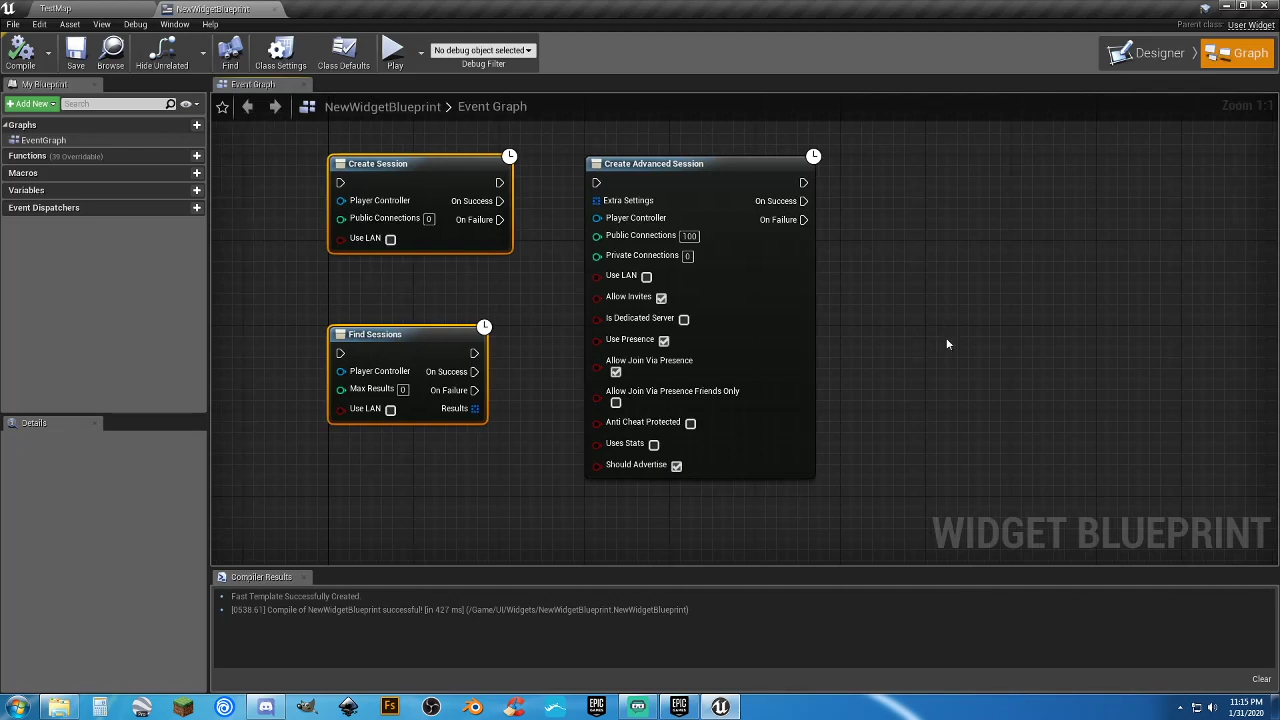 TestMap
NewWidgetBlueprint
File Edit Asset View Debug Window Help
Parent class: User Widget
Compile
Save
Browse
Hide Unrelated
Find
Class Settings
Class Defaults
Play
No debug object selected
Debug Filter
Designer
Graph
My Blueprint
Event Graph
Add New
Search
NewWidgetBlueprint > Event Graph
Zoom 1:1
Graphs
EventGraph
Functions (39 Overridable)
Macros
Variables
Event Dispatchers
Details
Create Session
Player Controller
On Success
Public Connections 0
On Failure
Use LAN
Find Sessions
Player Controller
On Success
Max Results 0
On Failure
Use LAN
Results
Create Advanced Session
Extra Settings
On Success
Player Controller
On Failure
Public Connections 100
Private Connections 0
Use LAN
Allow Invites
Is Dedicated Server
Use Presence
Allow Join Via Presence
Allow Join Via Presence Friends Only
Anti Cheat Protected
Uses Stats
Should Advertise
WIDGET BLUEPRINT
Compiler Results
Fast Template Successfully Created.
[0538.61] Compile of NewWidgetBlueprint successful! [in 427 ms] (/Game/UI/Widgets/NewWidgetBlueprint.NewWidgetBlueprint)
Clear
Pro
Fs
EPIC GAMES
EPIC GAMES
11:15 PM
1/31/2020